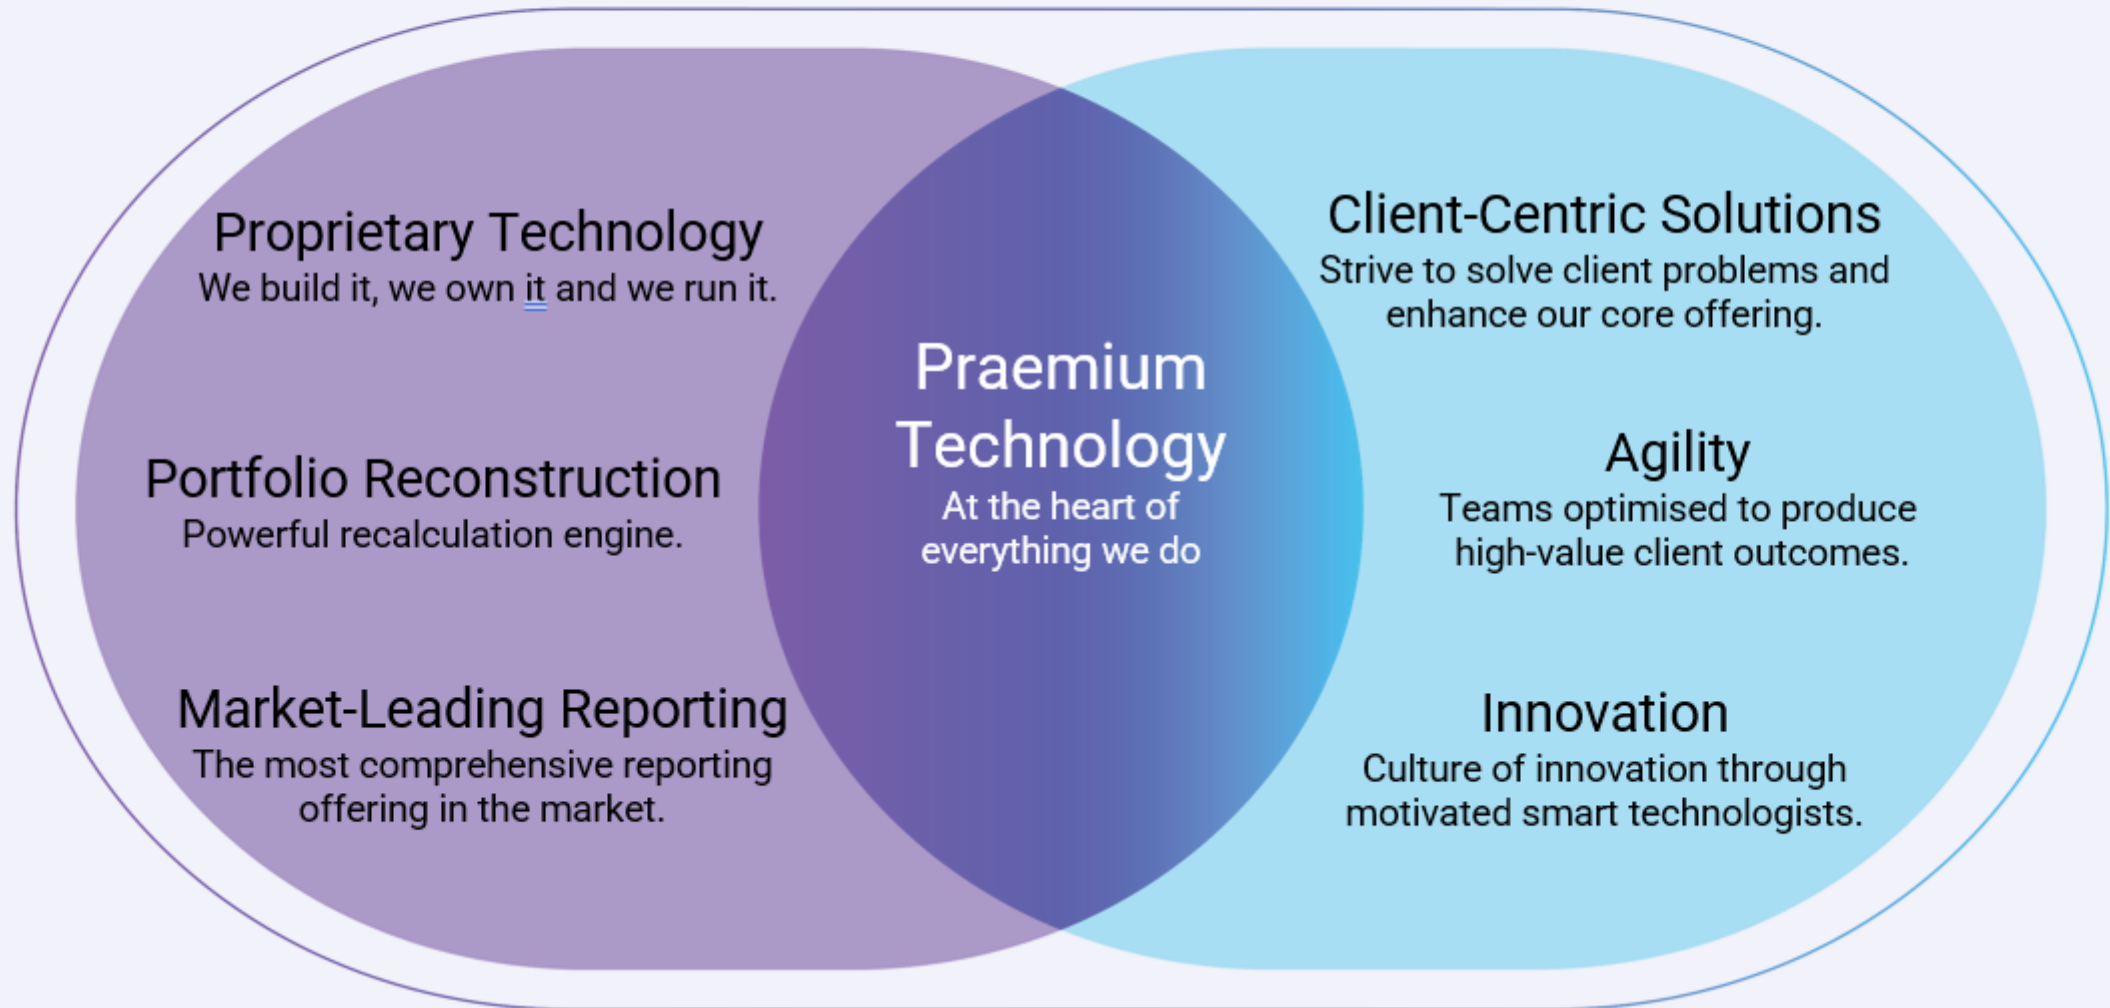 Proprietary Technology
We build it, we own it and we run it.
Portfolio Reconstruction
Powerful recalculation engine.
Market-Leading Reporting
The most comprehensive reporting
offering in the market.
Praemium
Technology
At the heart of
everything we do
Client-Centric Solutions
Strive to solve client problems and
enhance our core offering.
Agility
Teams optimised to produce
high-value client outcomes.
Innovation
Culture of innovation through
motivated smart technologists.